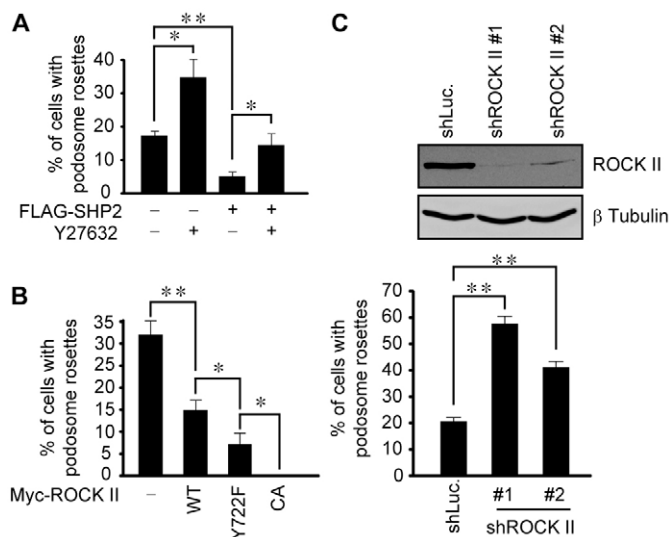 A
% of cells with
podosome rosettes
40
30
20
10
0
**
*
*
FLAG-SHP2 – – + +
Y27632 – + – +
B
% of cells with
podosome rosettes
35
30
25
20
15
10
5
0
**
*
*
Myc-ROCK II – WT Y722F CA
C
shLuc.
shROCK II #1
shROCK II #2
ROCK II
β Tubulin
% of cells with
podosome rosettes
70
60
50
40
30
20
10
0
**
**
shLuc. #1 #2
shROCK II